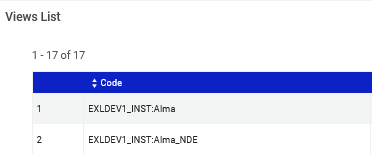 Views List
1 - 17 of 17
Code
1 EXLDEV1_INST:Alma
2 EXLDEV1_INST:Alma_NDE